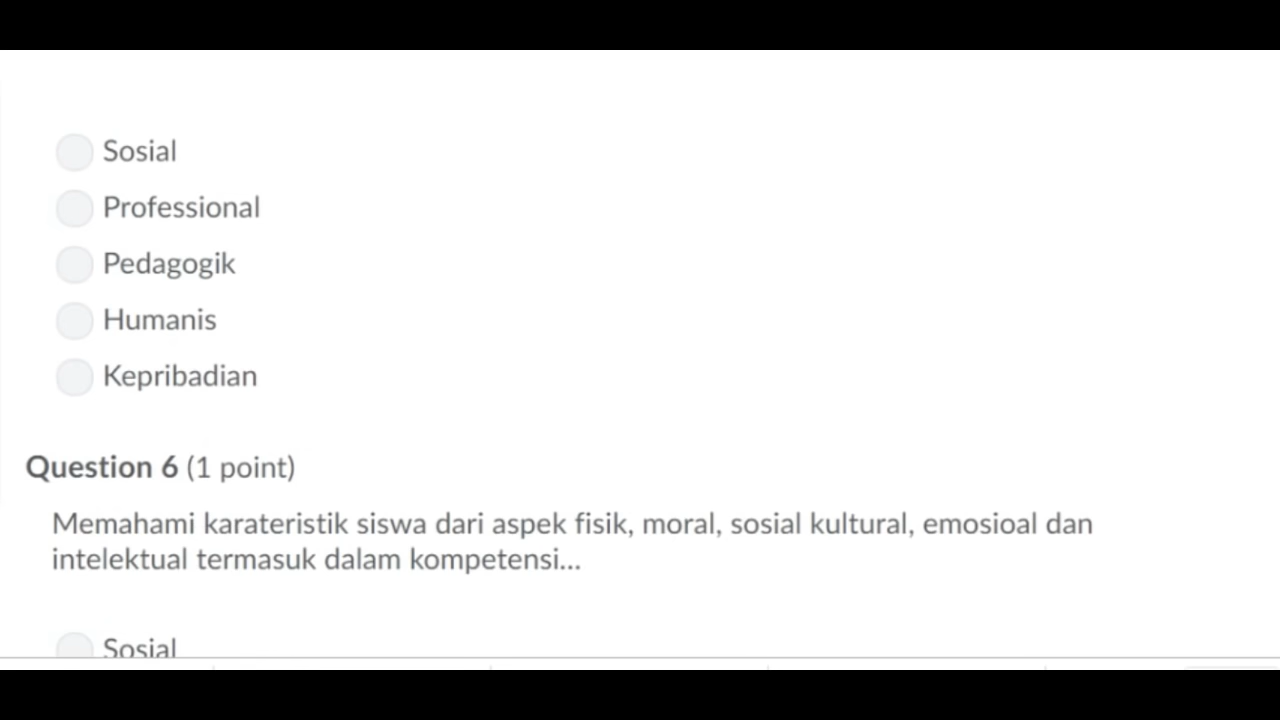 Sosial
Professional
Pedagogik
Humanis
Kepribadian
Question 6 (1 point)
Memahami karateristik siswa dari aspek fisik, moral, sosial kultural, emosioal dan
intelektual termasuk dalam kompetensi...
Sosial